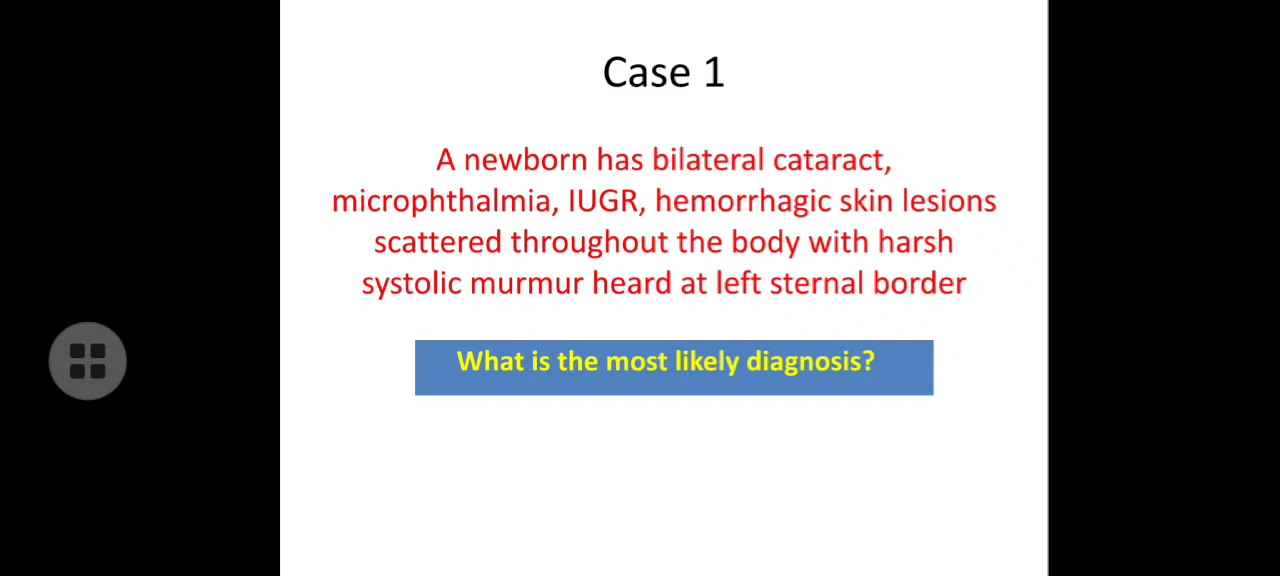 Case 1
A newborn has bilateral cataract,
microphthalmia, IUGR, hemorrhagic skin lesions
scattered throughout the body with harsh
systolic murmur heard at left sternal border
What is the most likely diagnosis?